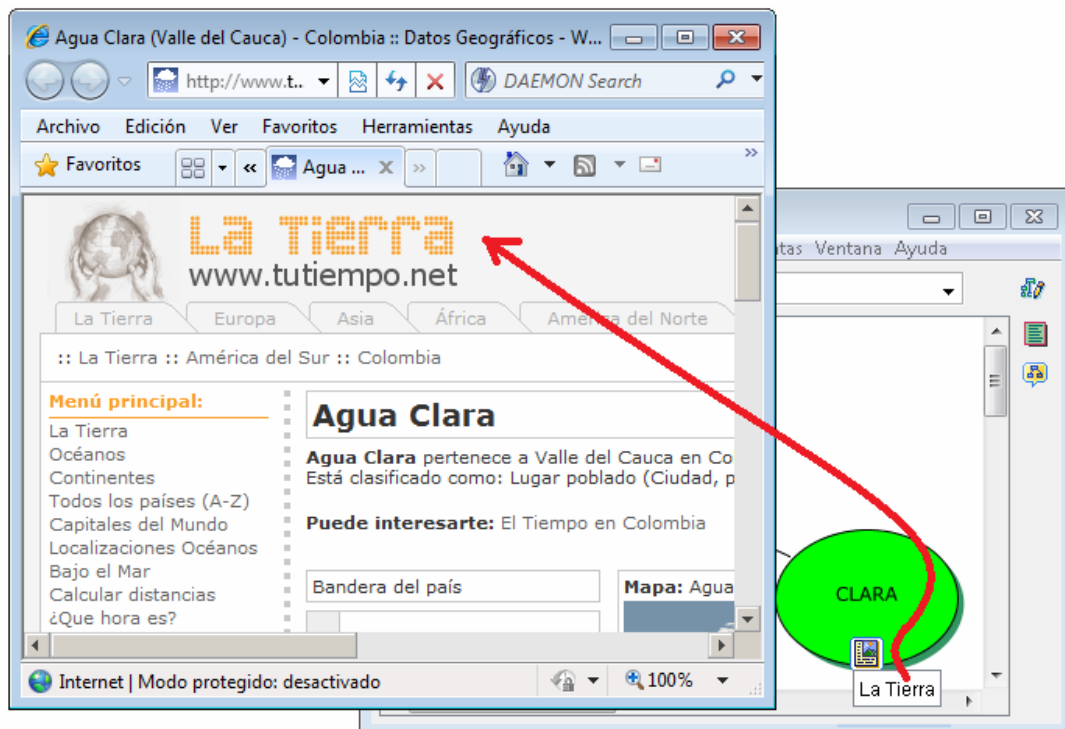 Agua Clara (Valle del Cauca) - Colombia :: Datos Geográficos - W...
http://www.t..
DAEMON Search
Archivo Edición Ver Favoritos Herramientas Ayuda
Favoritos
Agua ...
La Tierra
www.tutiempo.net
La Tierra Europa Asia África América del Norte
:: La Tierra :: América del Sur :: Colombia
Menú principal:
La Tierra
Océanos
Continentes
Todos los países (A-Z)
Capitales del Mundo
Localizaciones Océanos
Bajo el Mar
Calcular distancias
¿Que hora es?
Agua Clara
Agua Clara pertenece a Valle del Cauca en Co
Está clasificado como: Lugar poblado (Ciudad, p
Puede interesarte: El Tiempo en Colombia
Bandera del país
Mapa: Agua
Internet | Modo protegido: desactivado
100%
tas Ventana Ayuda
CLARA
La Tierra